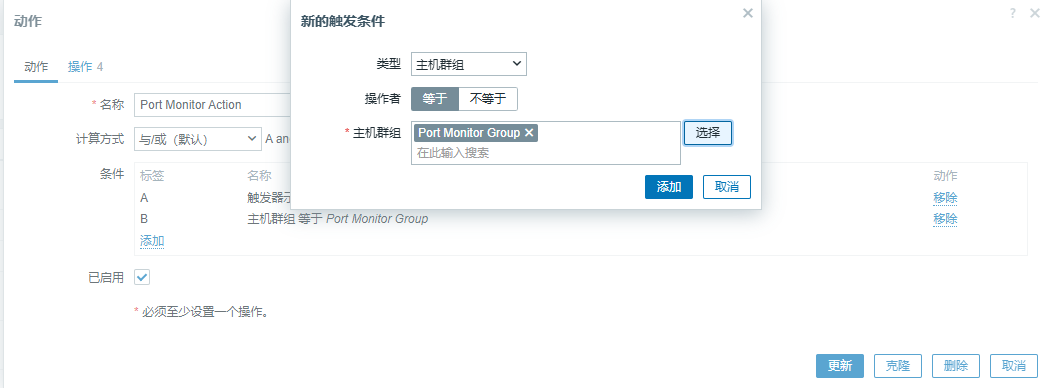 动作
动作 操作 4
* 名称 Port Monitor Action
计算方式 与/或（默认） A an
条件 标签 名称 动作
A 触发器示 移除
B 主机群组 等于 Port Monitor Group 移除
添加
已启用
* 必须至少设置一个操作。
更新 克隆 删除 取消
新的触发条件
类型 主机群组
操作者 等于 不等于
* 主机群组 Port Monitor Group 选择
在此输入搜索
添加 取消